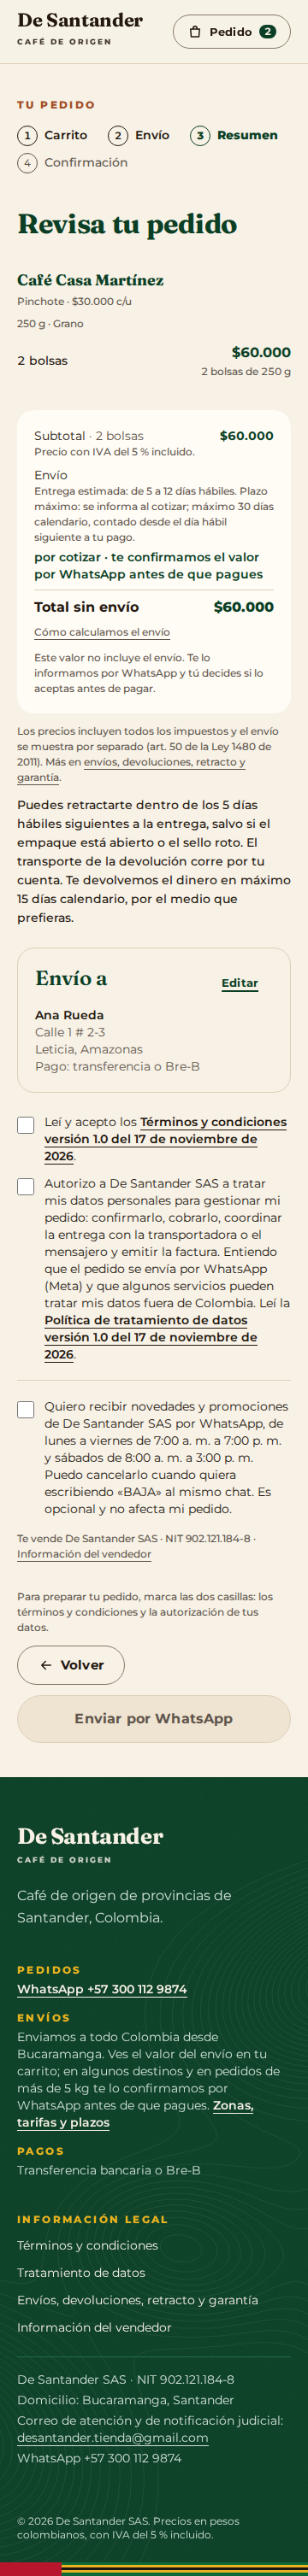 De Santander
CAFÉ DE ORIGEN
Pedido 2
TU PEDIDO
1 Carrito 2 Envío 3 Resumen
4 Confirmación
Revisa tu pedido
Café Casa Martínez
Pinchote · $30.000 c/u
250 g · Grano
2 bolsas
$60.000
2 bolsas de 250 g
Subtotal · 2 bolsas $60.000
Precio con IVA del 5 % incluido.
Envío
Entrega estimada: de 5 a 12 días hábiles. Plazo
máximo: se informa al cotizar; máximo 30 días
calendario, contado desde el día hábil
siguiente a tu pago.
por cotizar · te confirmamos el valor
por WhatsApp antes de que pagues
Total sin envío $60.000
Cómo calculamos el envío
Este valor no incluye el envío. Te lo
informamos por WhatsApp y tú decides si lo
aceptas antes de pagar.
Los precios incluyen todos los impuestos y el envío
se muestra por separado (art. 50 de la Ley 1480 de
2011). Más en envíos, devoluciones, retracto y
garantía.
Puedes retractarte dentro de los 5 días
hábiles siguientes a la entrega, salvo si el
empaque está abierto o el sello roto. El
transporte de la devolución corre por tu
cuenta. Te devolvemos el dinero en máximo
15 días calendario, por el medio que
prefieras.
Envío a
Editar
Ana Rueda
Calle 1 # 2-3
Leticia, Amazonas
Pago: transferencia o Bre-B
Leí y acepto los Términos y condiciones
versión 1.0 del 17 de noviembre de
2026.
Autorizo a De Santander SAS a tratar
mis datos personales para gestionar mi
pedido: confirmarlo, cobrarlo, coordinar
la entrega con la transportadora o el
mensajero y emitir la factura. Entiendo
que el pedido se envía por WhatsApp
(Meta) y que algunos servicios pueden
tratar mis datos fuera de Colombia. Leí la
Política de tratamiento de datos
versión 1.0 del 17 de noviembre de
2026.
Quiero recibir novedades y promociones
de De Santander SAS por WhatsApp, de
lunes a viernes de 7:00 a. m. a 7:00 p. m.
y sábados de 8:00 a. m. a 3:00 p. m.
Puedo cancelarlo cuando quiera
escribiendo «BAJA» al mismo chat. Es
opcional y no afecta mi pedido.
Te vende De Santander SAS · NIT 902.121.184-8 ·
Información del vendedor
Para preparar tu pedido, marca las dos casillas: los
términos y condiciones y la autorización de tus
datos.
← Volver
Enviar por WhatsApp
De Santander
CAFÉ DE ORIGEN
Café de origen de provincias de
Santander, Colombia.
PEDIDOS
WhatsApp +57 300 112 9874
ENVÍOS
Enviamos a todo Colombia desde
Bucaramanga. Ves el valor del envío en tu
carrito; en algunos destinos y en pedidos de
más de 5 kg te lo confirmamos por
WhatsApp antes de que pagues. Zonas,
tarifas y plazos
PAGOS
Transferencia bancaria o Bre-B
INFORMACIÓN LEGAL
Términos y condiciones
Tratamiento de datos
Envíos, devoluciones, retracto y garantía
Información del vendedor
De Santander SAS · NIT 902.121.184-8
Domicilio: Bucaramanga, Santander
Correo de atención y de notificación judicial:
desantander.tienda@gmail.com
WhatsApp +57 300 112 9874
© 2026 De Santander SAS. Precios en pesos
colombianos, con IVA del 5 % incluido.